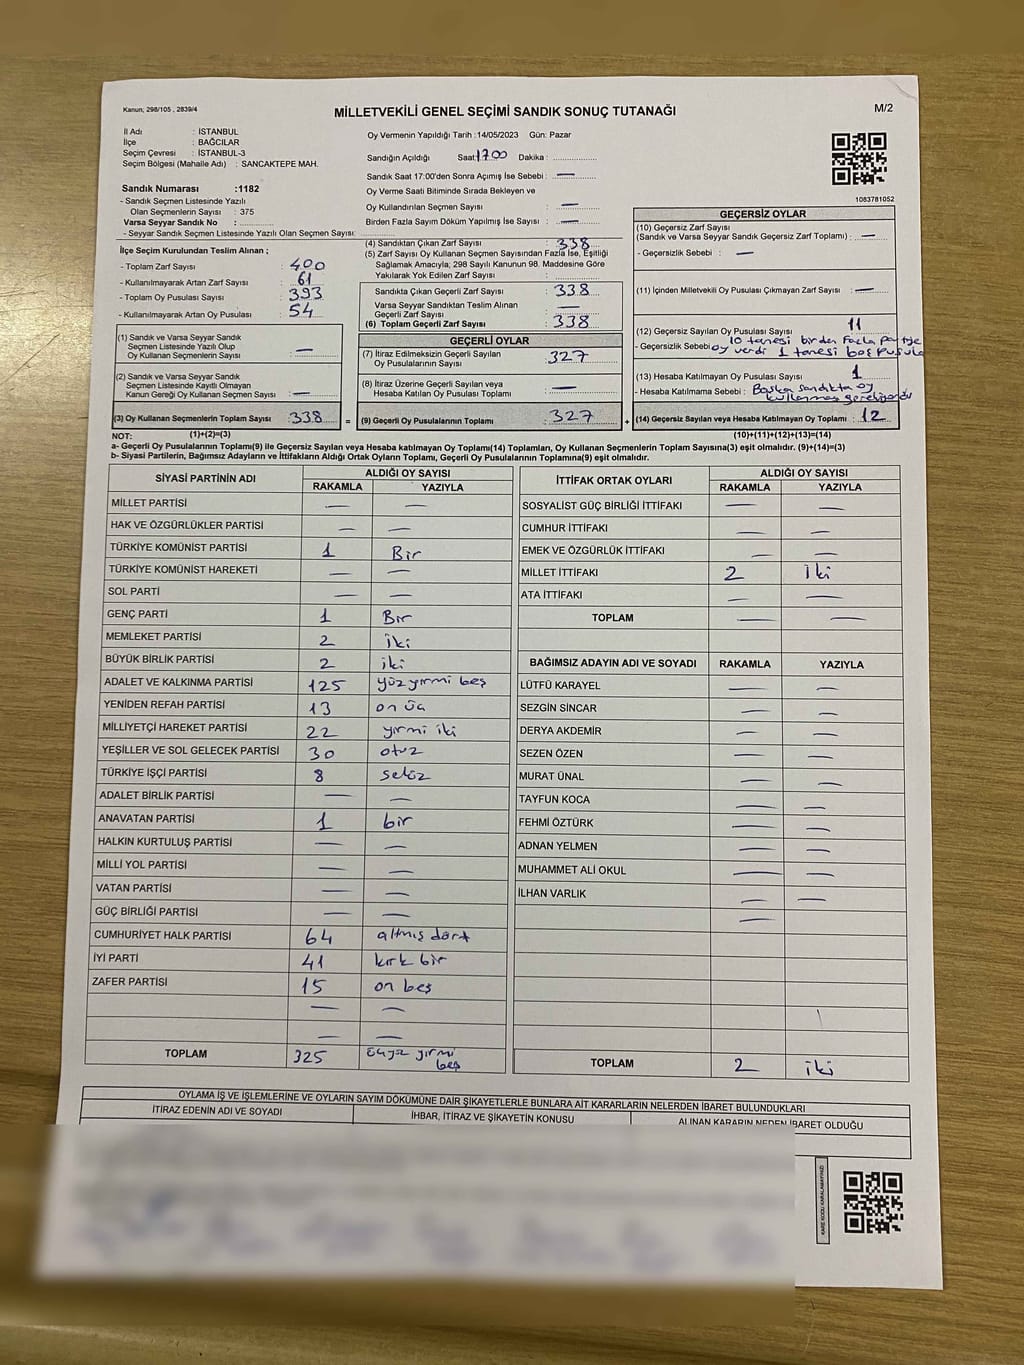 Kanun; 298/105 , 2839/4
MİLLETVEKİLİ GENEL SEÇİMİ SANDIK SONUÇ TUTANAĞI
M/2
İl Adı : İSTANBUL
İlçe : BAĞCILAR
Seçim Çevresi : İSTANBUL-3
Seçim Bölgesi (Mahalle Adı) : SANCAKTEPE MAH.
Sandık Numarası :1182
- Sandık Seçmen Listesinde Yazılı
Olan Seçmenlerin Sayısı : 375
Varsa Seyyar Sandık No :
- Seyyar Sandık Seçmen Listesinde Yazılı Olan Seçmen Sayısı:
İlçe Seçim Kurulundan Teslim Alınan ;
- Toplam Zarf Sayısı : 400
- Kullanılmayarak Artan Zarf Sayısı : 61
- Toplam Oy Pusulası Sayısı : 393
- Kullanılmayarak Artan Oy Pusulası : 54
(1) Sandık ve Varsa Seyyar Sandık
Seçmen Listesinde Yazılı Olup
Oy Kullanan Seçmenlerin Sayısı : —
(2) Sandık ve Varsa Seyyar Sandık
Seçmen Listesinde Kayıtlı Olmayan
Kanun Gereği Oy Kullanan Seçmen Sayısı : —
(3) Oy Kullanan Seçmenlerin Toplam Sayısı : 338 =
Oy Vermenin Yapıldığı Tarih :14/05/2023 Gün: Pazar
Sandığın Açıldığı Saat: 17.00 Dakika :
Sandık Saat 17:00'den Sonra Açımış İse Sebebi : —
Oy Verme Saati Bitiminde Sırada Bekleyen ve
Oy Kullandırılan Seçmen Sayısı : —
Birden Fazla Sayım Döküm Yapılmış İse Sayısı : —
(4) Sandıktan Çıkan Zarf Sayısı : 338
(5) Zarf Sayısı Oy Kullanan Seçmen Sayısından Fazla İse, Eşitliği
Sağlamak Amacıyla, 298 Sayılı Kanunun 98. Maddesine Göre
Yakılarak Yok Edilen Zarf Sayısı :
Sandıkta Çıkan Geçerli Zarf Sayısı : 338
Varsa Seyyar Sandıktan Teslim Alınan
Geçerli Zarf Sayısı : —
(6) Toplam Geçerli Zarf Sayısı : 338
GEÇERLİ OYLAR
(7) İtiraz Edilmeksizin Geçerli Sayılan
Oy Pusulalarının Sayısı : 327
(8) İtiraz Üzerine Geçerli Sayılan veya
Hesaba Katılan Oy Pusulası Toplamı : —
(9) Geçerli Oy Pusulalarının Toplamı : 327 +
1083781052
GEÇERSİZ OYLAR
(10) Geçersiz Zarf Sayısı
(Sandık ve Varsa Seyyar Sandık Geçersiz Zarf Toplamı) : —
- Geçersizlik Sebebi : —
(11) İçinden Milletvekili Oy Pusulası Çıkmayan Zarf Sayısı : —
(12) Geçersiz Sayılan Oy Pusulası Sayısı : 11
- Geçersizlik Sebebi : 10 tanesi birden fazla partiye
oy verdi 1 tanesi boş pusula
(13) Hesaba Katılmayan Oy Pusulası Sayısı : 1
- Hesaba Katılmama Sebebi : Başka sandıkta oy
kullanması gerekiyordu
(14) Geçersiz Sayılan veya Hesaba Katılmayan Oy Toplamı : 12
NOT: (1)+(2)=(3) (10)+(11)+(12)+(13)=(14)
a- Geçerli Oy Pusulalarının Toplamı(9) ile Geçersiz Sayılan veya Hesaba katılmayan Oy Toplamı(14) Toplamları, Oy Kullanan Seçmenlerin Toplam Sayısına(3) eşit olmalıdır. (9)+(14)=(3)
b- Siyasi Partilerin, Bağımsız Adayların ve İttifakların Aldığı Ortak Oyların Toplamı, Geçerli Oy Pusulalarının Toplamına(9) eşit olmalıdır.
SİYASİ PARTİNİN ADI ALDIĞI OY SAYISI
RAKAMLA YAZIYLA
MİLLET PARTİSİ — —
HAK VE ÖZGÜRLÜKLER PARTİSİ — —
TÜRKİYE KOMÜNİST PARTİSİ 1 Bir
TÜRKİYE KOMÜNİST HAREKETİ — —
SOL PARTİ — —
GENÇ PARTİ 1 Bir
MEMLEKET PARTİSİ 2 iki
BÜYÜK BİRLİK PARTİSİ 2 iki
ADALET VE KALKINMA PARTİSİ 125 yüz yirmi beş
YENİDEN REFAH PARTİSİ 13 on üç
MİLLİYETÇİ HAREKET PARTİSİ 22 yirmi iki
YEŞİLLER VE SOL GELECEK PARTİSİ 30 otuz
TÜRKİYE İŞÇİ PARTİSİ 8 sekiz
ADALET BİRLİK PARTİSİ — —
ANAVATAN PARTİSİ 1 bir
HALKIN KURTULUŞ PARTİSİ — —
MİLLİ YOL PARTİSİ — —
VATAN PARTİSİ — —
GÜÇ BİRLİĞİ PARTİSİ — —
CUMHURİYET HALK PARTİSİ 64 altmış dört
İYİ PARTİ 41 kırk bir
ZAFER PARTİSİ 15 on beş
— —
— —
TOPLAM 325 üçyüz yirmi
beş
İTTİFAK ORTAK OYLARI ALDIĞI OY SAYISI
RAKAMLA YAZIYLA
SOSYALİST GÜÇ BİRLİĞİ İTTİFAKI — —
CUMHUR İTTİFAKI — —
EMEK VE ÖZGÜRLÜK İTTİFAKI — —
MİLLET İTTİFAKI 2 İki
ATA İTTİFAKI — —
TOPLAM — —
BAĞIMSIZ ADAYIN ADI VE SOYADI RAKAMLA YAZIYLA
LÜTFÜ KARAYEL — —
SEZGİN SİNCAR — —
DERYA AKDEMİR — —
SEZEN ÖZEN — —
MURAT ÜNAL — —
TAYFUN KOCA — —
FEHMİ ÖZTÜRK — —
ADNAN YELMEN — —
MUHAMMET ALİ OKUL — —
İLHAN VARLIK — —
—
TOPLAM 2 iki
OYLAMA İŞ VE İŞLEMLERİNE VE OYLARIN SAYIM DÖKÜMÜNE DAİR ŞİKAYETLERLE BUNLARA AİT KARARLARIN NELERDEN İBARET BULUNDUKLARI
İTİRAZ EDENİN ADI VE SOYADI İHBAR, İTİRAZ VE ŞİKAYETİN KONUSU ALINAN KARARIN NEDEN İBARET OLDUĞU
KARE KODU KARALAMAYINIZ!